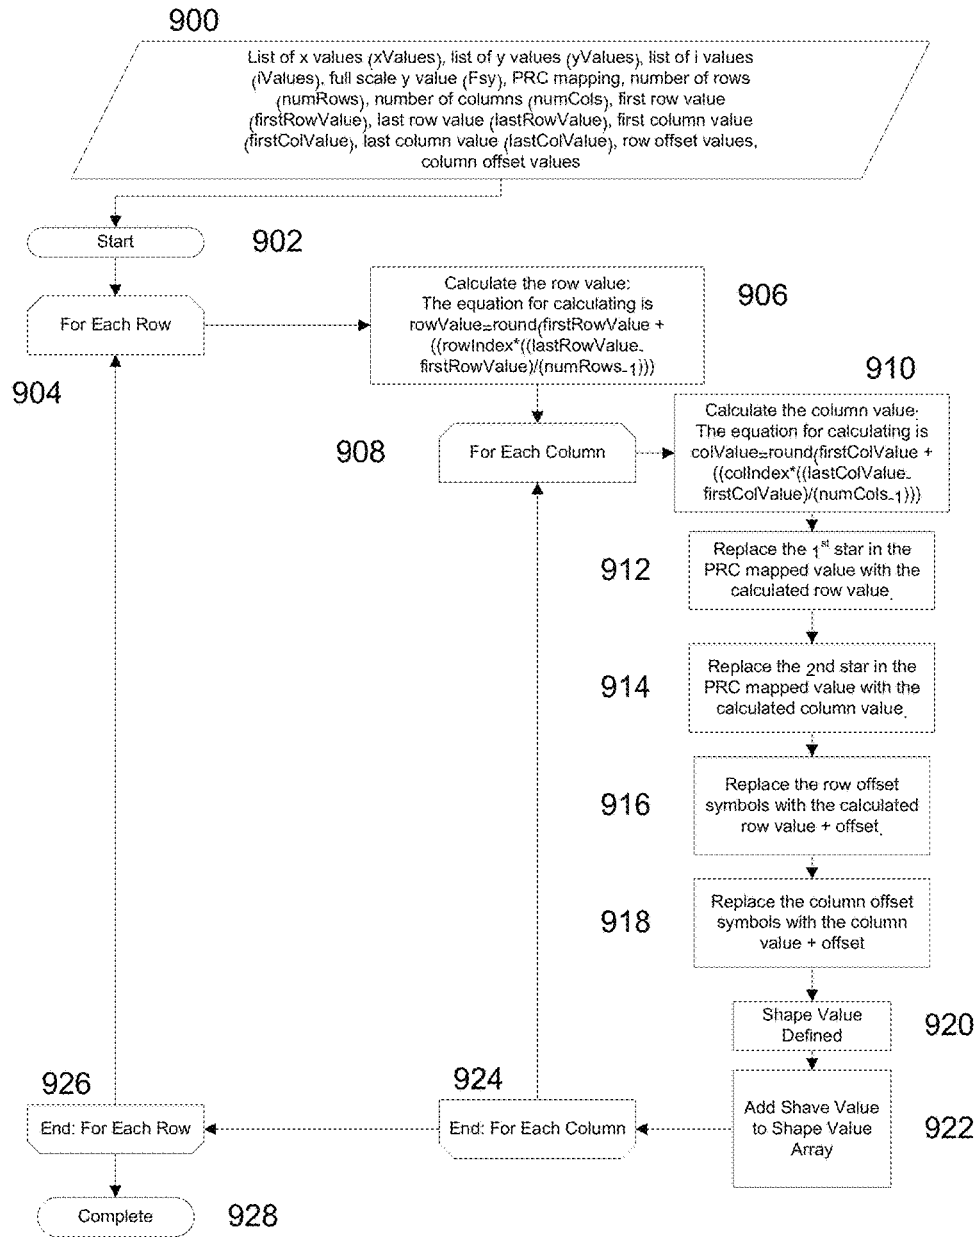 900
List of x values (xValues), list of y values (yValues), list of i values
(iValues), full scale y value (Fsy), PRC mapping, number of rows
(numRows), number of columns (numCols), first row value
(firstRowValue), last row value (lastRowValue), first column value
(firstColValue), last column value (lastColValue), row offset values,
column offset values
Start
902
For Each Row
904
Calculate the row value:
The equation for calculating is
rowValue=round(firstRowValue +
((rowIndex*((lastRowValue-
firstRowValue)/(numRows-1)))
906
For Each Column
908
910
Calculate the column value:
The equation for calculating is
colValue=round(firstColValue +
((colIndex*((lastColValue-
firstColValue)/(numCols-1)))
912
Replace the 1st star in the
PRC mapped value with the
calculated row value.
914
Replace the 2nd star in the
PRC mapped value with the
calculated column value.
916
Replace the row offset
symbols with the calculated
row value + offset.
918
Replace the column offset
symbols with the column
value + offset
Shape Value
Defined
920
Add Shave Value
to Shape Value
Array
922
924
End: For Each Column
926
End: For Each Row
Complete
928